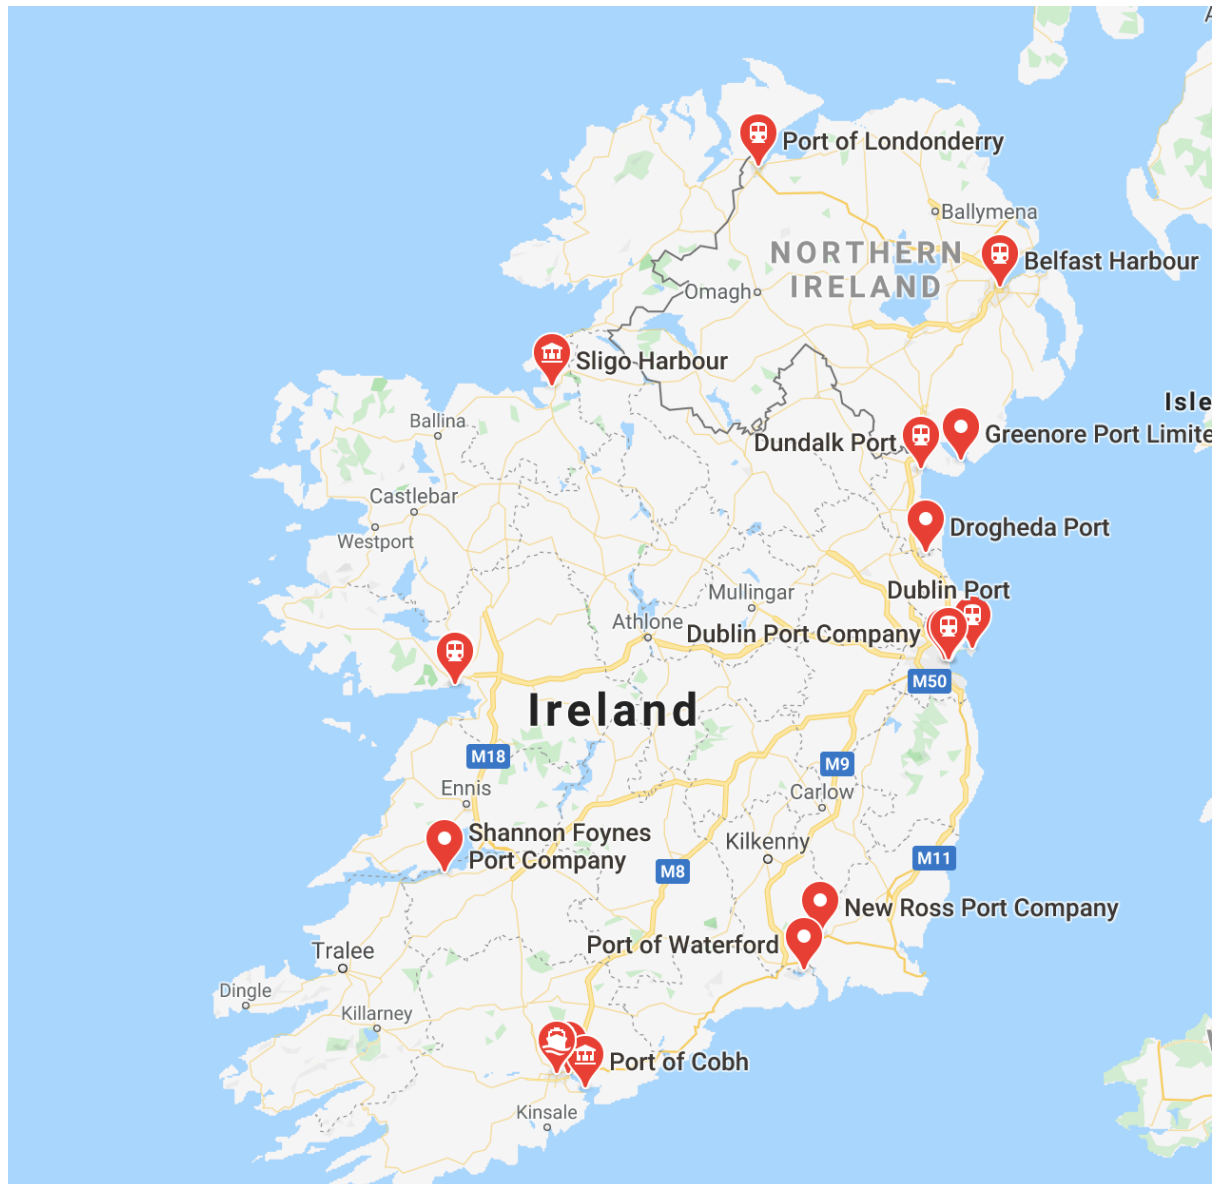 A
Port of Londonderry
Ballymena
NORTHERN
IRELAND
Belfast Harbour
Omagh
Sligo Harbour
Isle
Ballina
Dundalk Port
Greenore Port Limite
Castlebar
Westport
Drogheda Port
Mullingar
Dublin Port
Athlone
Dublin Port Company
M50
Ireland
M18
M9
Ennis
Carlow
Shannon Foynes
Port Company
Kilkenny
M11
M8
New Ross Port Company
Port of Waterford
Tralee
Dingle
Killarney
Port of Cobh
Kinsale